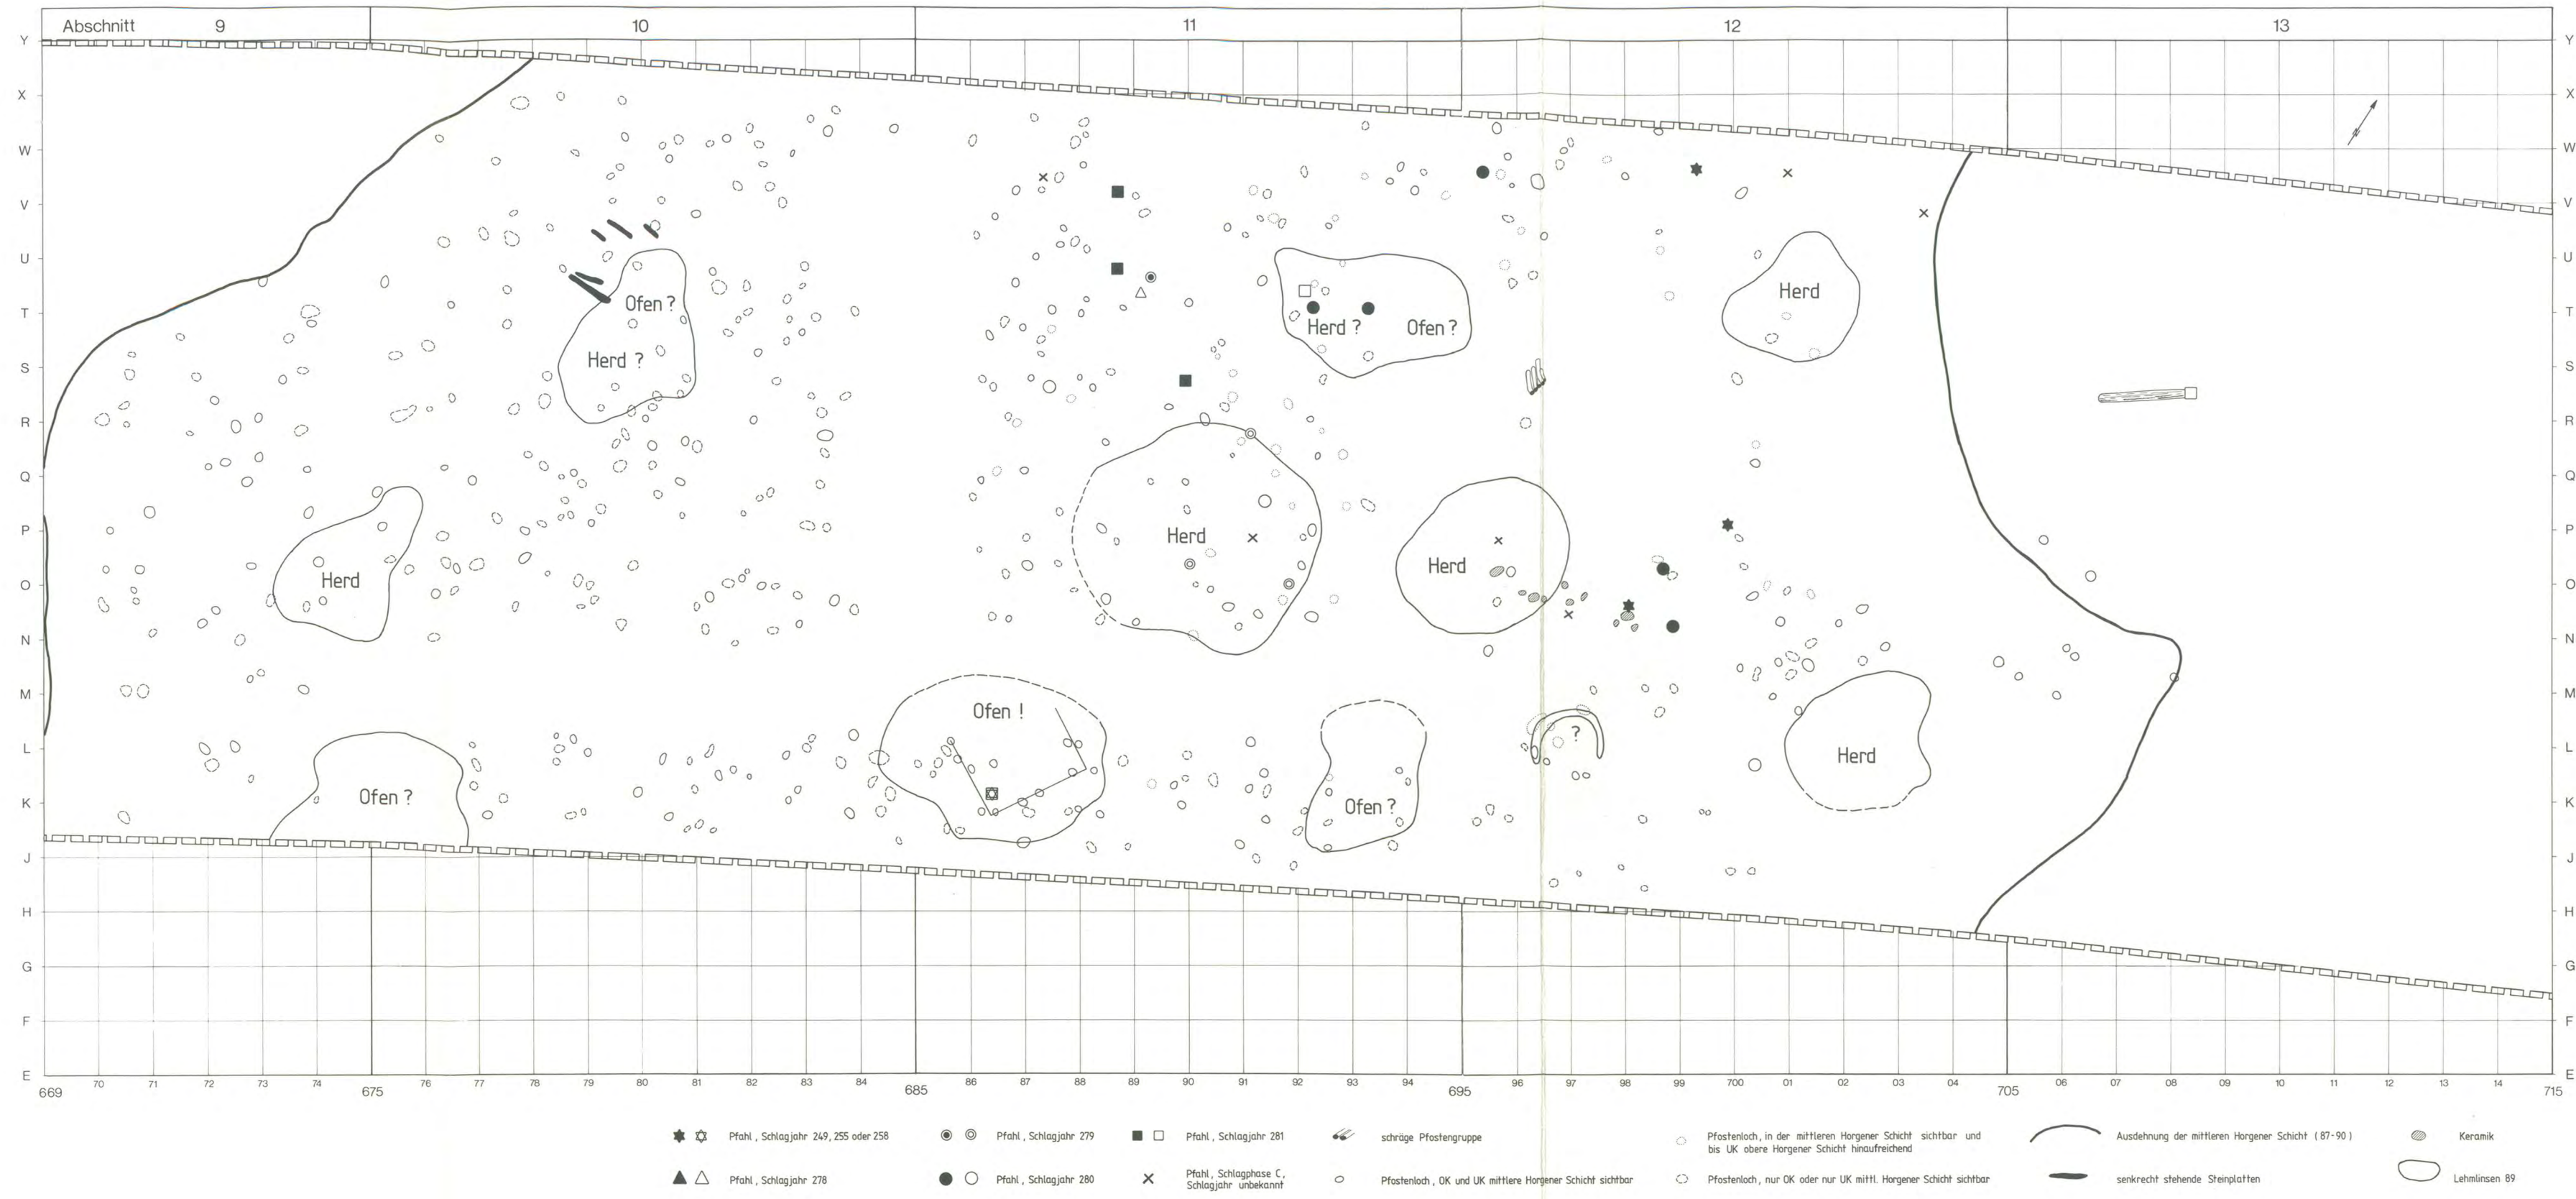 Abschnitt 9 10 11 12 13
Y Y
X X
W W
V V
U U
Ofen ? Herd
T T
Herd ? Ofen ?
Herd ?
S S
R R
Q Q
P P
Herd
Herd
Herd
O O
N N
M M
Ofen !
?
L L
Herd
Ofen ?
K K
Ofen ?
J J
H H
G G
F F
E E
669 70 71 72 73 74 675 76 77 78 79 80 81 82 83 84 685 86 87 88 89 90 91 92 93 94 695 96 97 98 99 700 01 02 03 04 705 06 07 08 09 10 11 12 13 14 715
Pfahl, Schlagjahr 249, 255 oder 258
Pfahl, Schlagjahr 278
Pfahl, Schlagjahr 279
Pfahl, Schlagjahr 280
Pfahl, Schlagjahr 281
Pfahl, Schlagphase C,
Schlagjahr unbekannt
schräge Pfostengruppe
Pfostenloch, OK und UK mittlere Horgener Schicht sichtbar
Pfostenloch, in der mittleren Horgener Schicht sichtbar und
bis UK obere Horgener Schicht hinaufreichend
Pfostenloch, nur OK oder nur UK mittl. Horgener Schicht sichtbar
Ausdehnung der mittleren Horgener Schicht (87-90)
senkrecht stehende Steinplatten
Keramik
Lehmlinsen 89